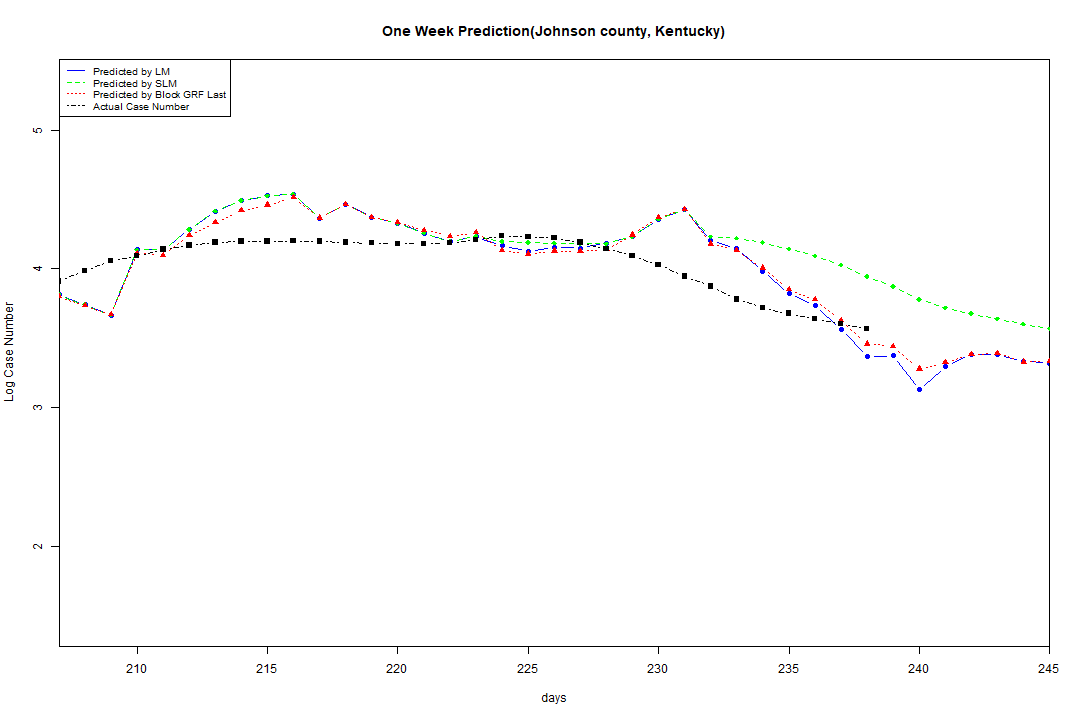 One Week Prediction(Johnson county, Kentucky)
Predicted by LM
Predicted by SLM
Predicted by Block GRF Last
Actual Case Number
5
4
3
2
Log Case Number
210 215 220 225 230 235 240 245
days